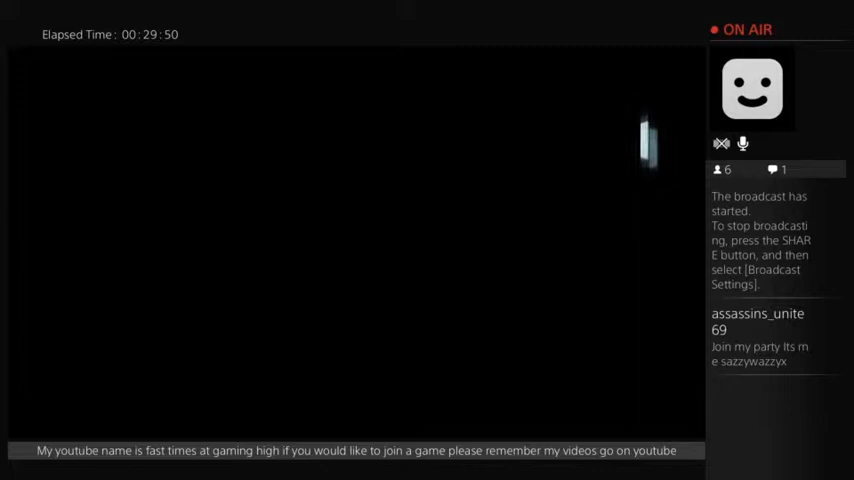 Elapsed Time: 00:29:50
ON AIR
6
1
The broadcast has
started.
To stop broadcasti
ng, press the SHAR
E button, and then
select [Broadcast
Settings].
assassins_unite
69
Join my party Its m
e sazzywazzyx
My youtube name is fast times at gaming high if you would like to join a game please remember my videos go on youtube